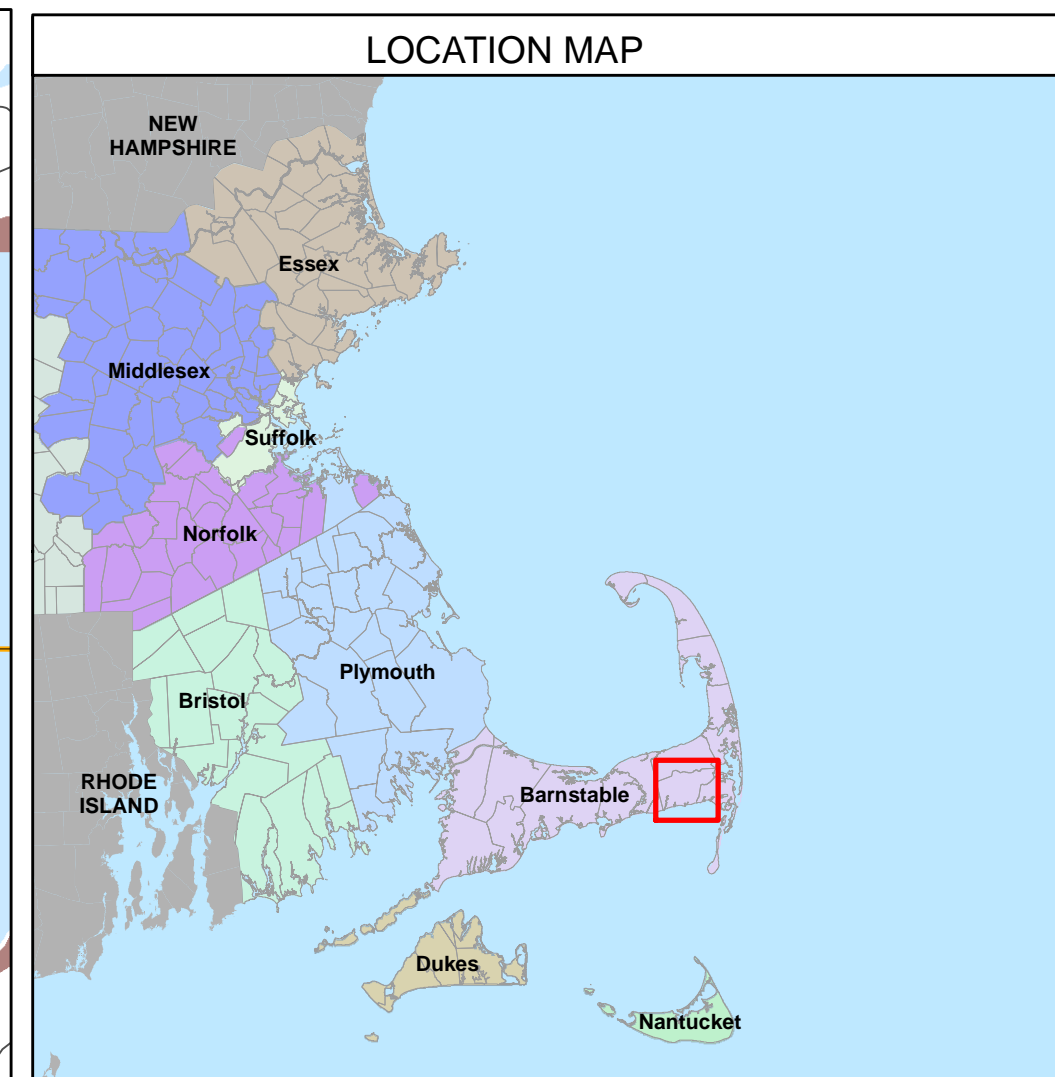 LOCATION MAP
NEW
HAMPSHIRE
Essex
Middlesex
Suffolk
Norfolk
Plymouth
Bristol
RHODE
ISLAND
Barnstable
Dukes
Nantucket